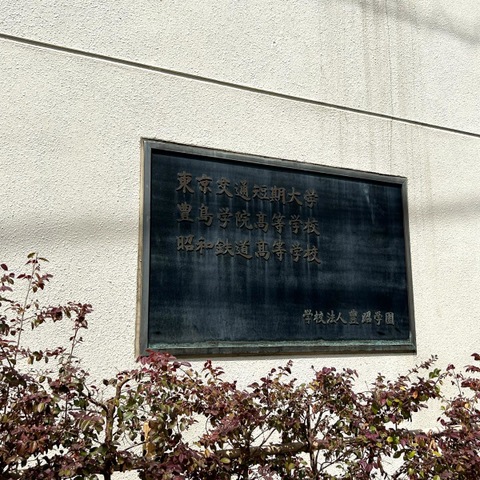 東京交通短期大学
豊島学院高等学校
昭和鉄道高等学校
学校法人豊昭学園